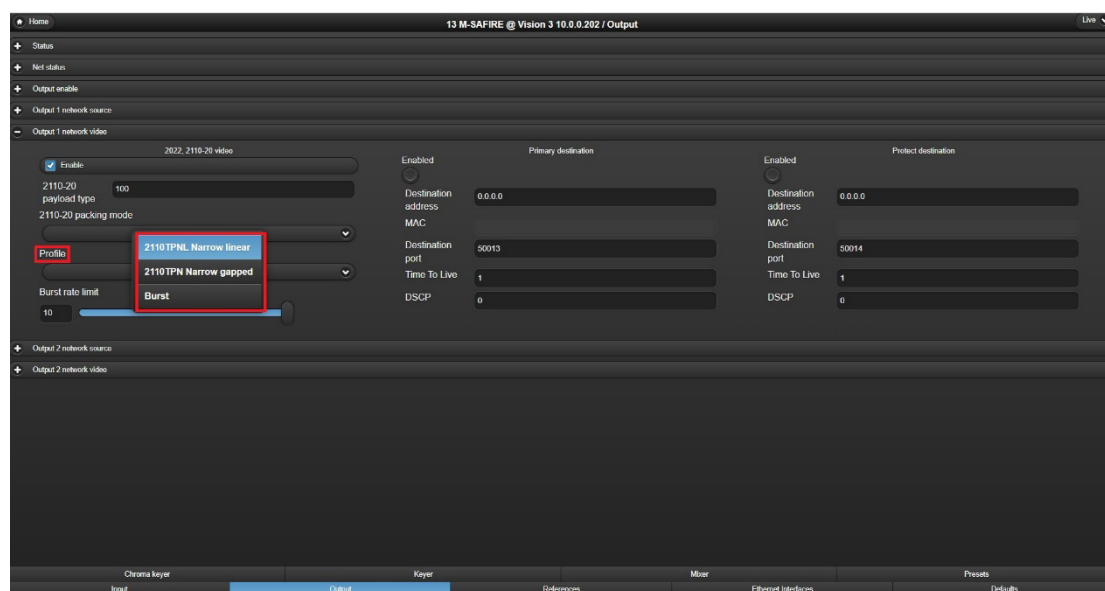 Home
13 M-SAFIRE @ Vision 3 10.0.0.202 / Output
Live
Status
Net status
Output enable
Output 1 network source
Output 1 network video
2022, 2110-20 video
Enable
2110-20
payload type
100
2110-20 packing mode
Profile
2110TPNL Narrow linear
2110TPN Narrow gapped
Burst
Burst rate limit
10
Primary destination
Enabled
Destination
address
0.0.0.0
MAC
Destination
port
50013
Time To Live
1
DSCP
0
Protect destination
Enabled
Destination
address
0.0.0.0
MAC
Destination
port
50014
Time To Live
1
DSCP
0
Output 2 network source
Output 2 network video
Chroma keyer
Keyer
Mixer
Presets
Input
Output
References
Ethernet Interfaces
Defaults